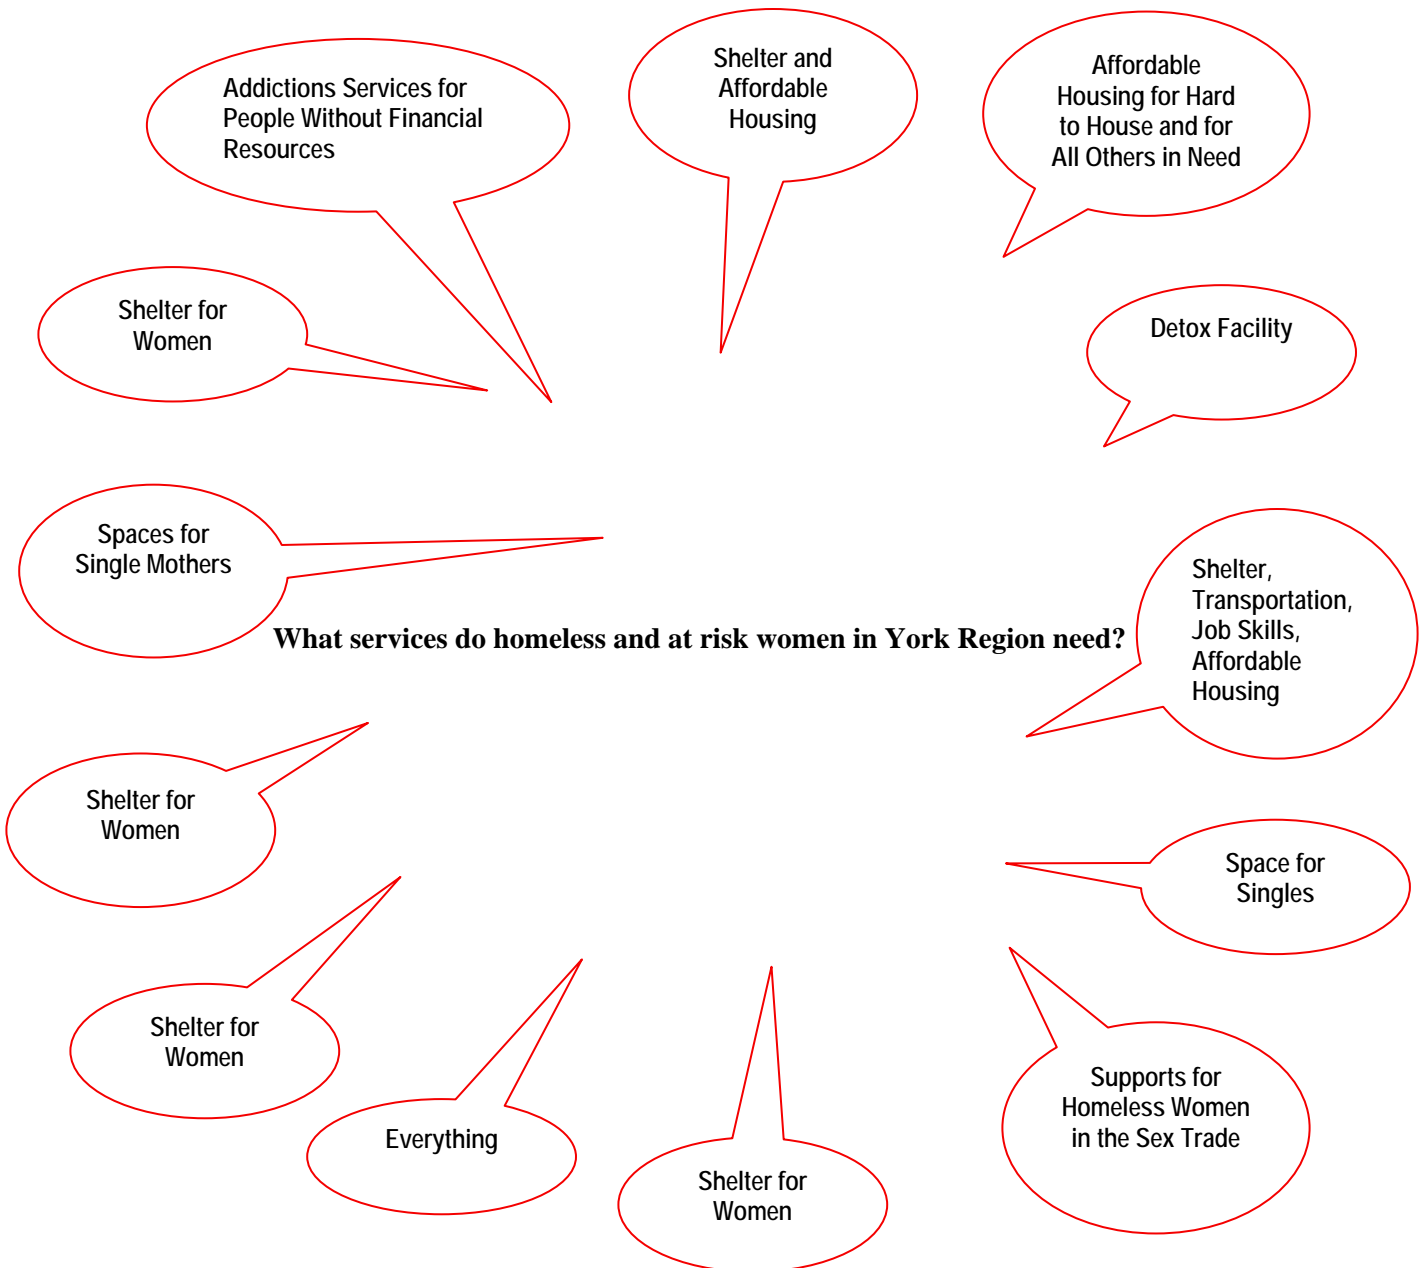 Addictions Services for
People Without Financial
Resources
Shelter and
Affordable
Housing
Affordable
Housing for Hard
to House and for
All Others in Need
Shelter for
Women
Detox Facility
Spaces for
Single Mothers
Shelter,
Transportation,
Job Skills,
Affordable
Housing
What services do homeless and at risk women in York Region need?
Shelter for
Women
Space for
Singles
Shelter for
Women
Everything
Shelter for
Women
Supports for
Homeless Women
in the Sex Trade